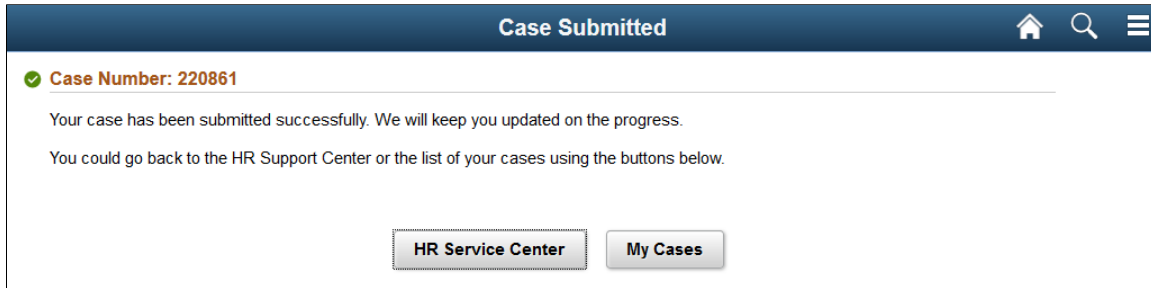 Case Submitted
Case Number: 220861
Your case has been submitted successfully. We will keep you updated on the progress.
You could go back to the HR Support Center or the list of your cases using the buttons below.
HR Service Center
My Cases